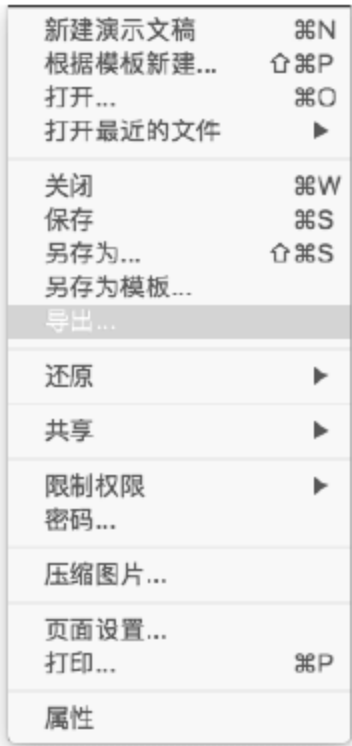 新建演示文稿 ⌘N
根据模板新建... ⇧⌘P
打开... ⌘O
打开最近的文件 ▶
关闭 ⌘W
保存 ⌘S
另存为... ⇧⌘S
另存为模板...
导出...
还原 ▶
共享 ▶
限制权限 ▶
密码...
压缩图片...
页面设置...
打印... ⌘P
属性